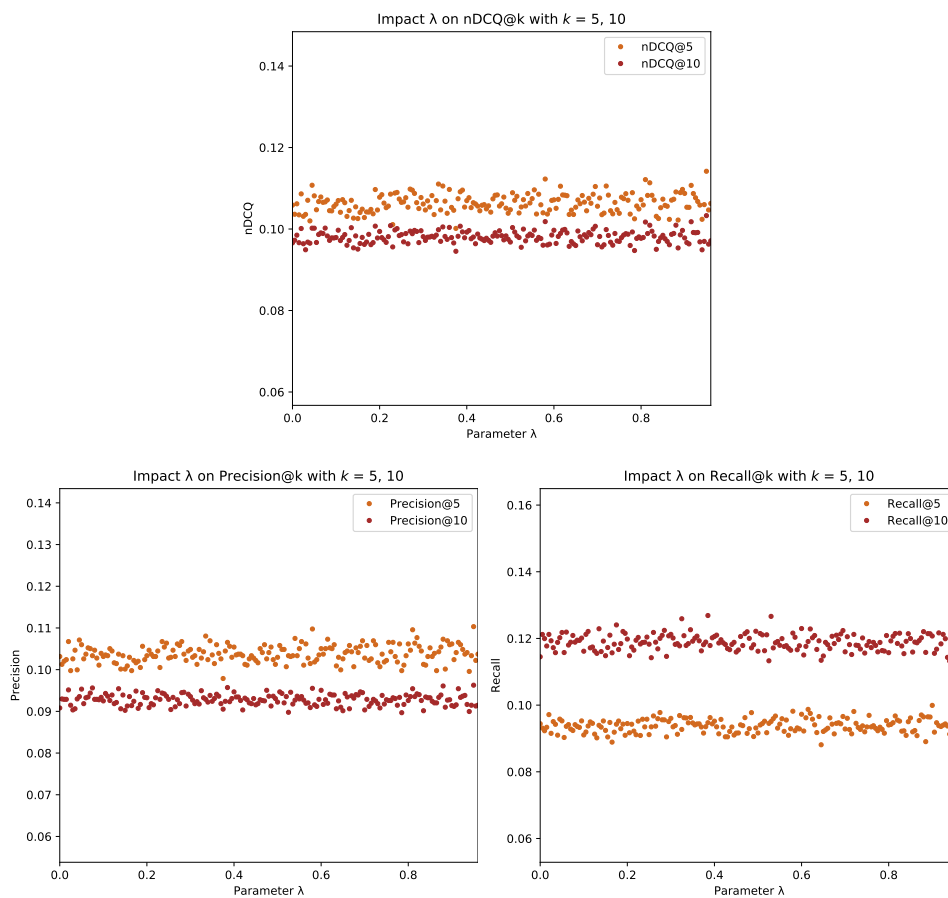 Impact λ on nDCQ@k with k = 5, 10
nDCQ@5
nDCQ@10
0.14
0.12
0.10
0.08
0.06
nDCQ
0.0 0.2 0.4 0.6 0.8
Parameter λ
Impact λ on Precision@k with k = 5, 10
Precision@5
Precision@10
0.14
0.13
0.12
0.11
0.10
0.09
0.08
0.07
0.06
Precision
0.0 0.2 0.4 0.6 0.8
Parameter λ
Impact λ on Recall@k with k = 5, 10
Recall@5
Recall@10
0.16
0.14
0.12
0.10
0.08
0.06
Recall
0.0 0.2 0.4 0.6 0.8
Parameter λ